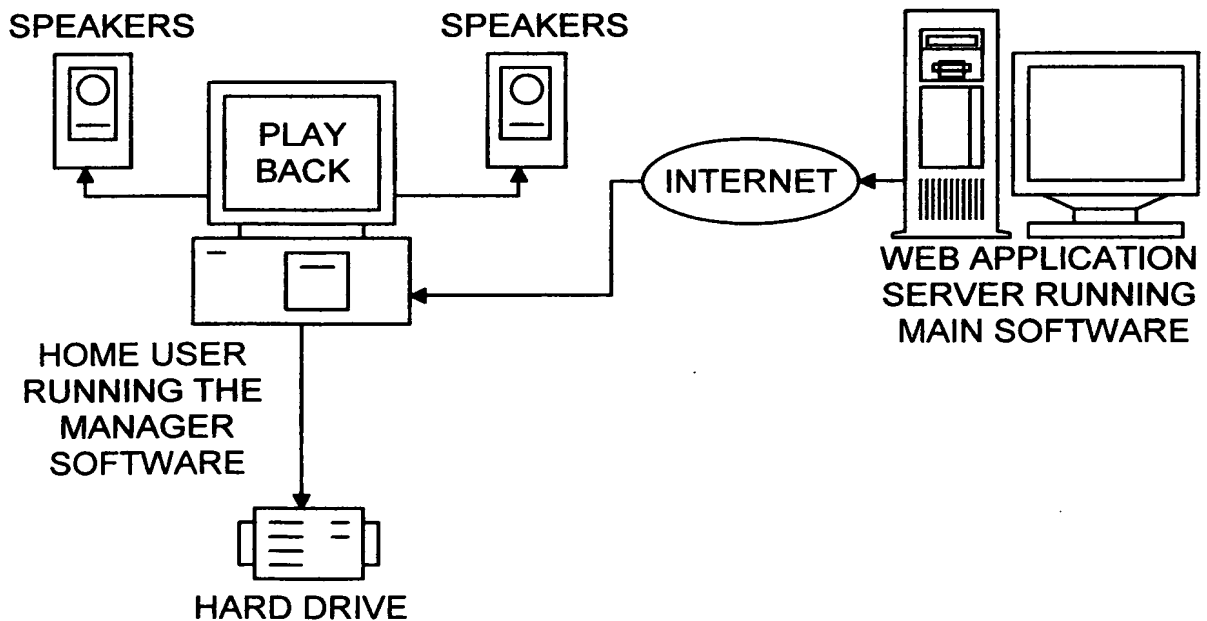 SPEAKERS
SPEAKERS
PLAY
BACK
INTERNET
WEB APPLICATION
SERVER RUNNING
MAIN SOFTWARE
HOME USER
RUNNING THE
MANAGER
SOFTWARE
HARD DRIVE